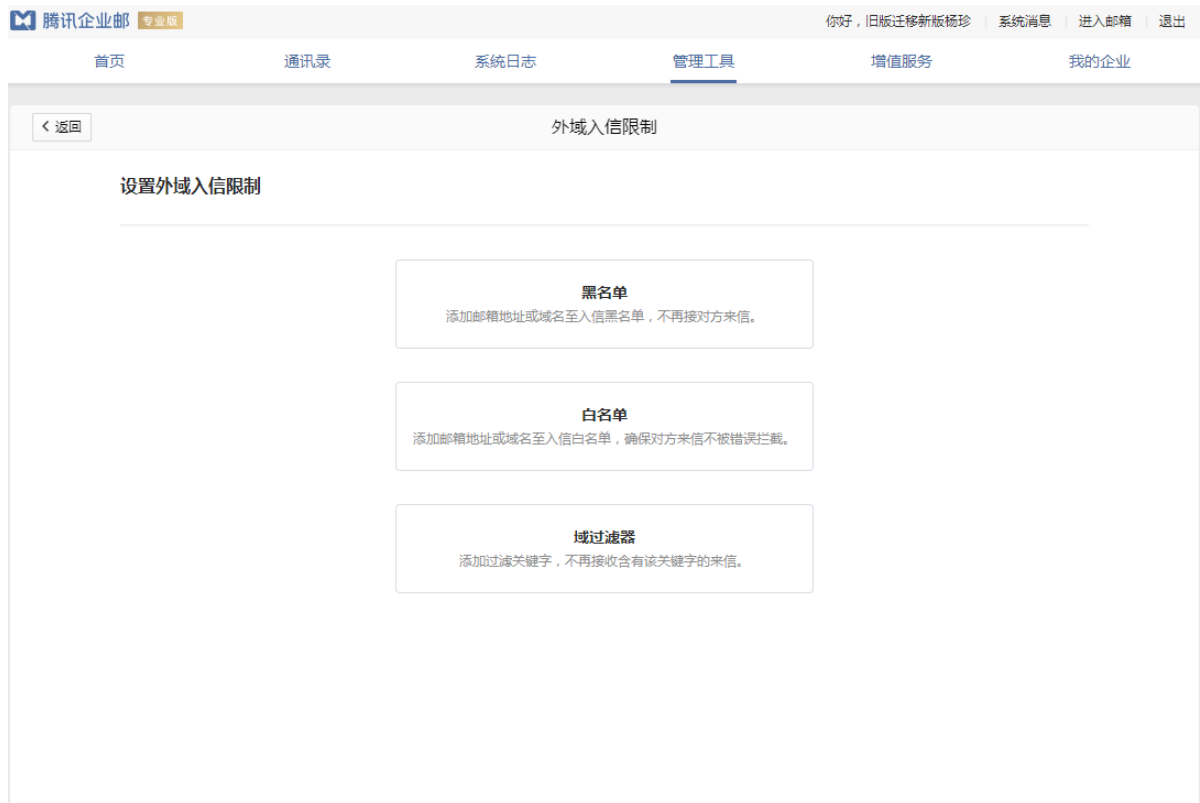 腾讯企业邮 专业版 你好，旧版迁移新版杨珍 系统消息 进入邮箱 退出
首页 通讯录 系统日志 管理工具 增值服务 我的企业
返回 外域入信限制
设置外域入信限制
黑名单
添加邮箱地址或域名至入信黑名单，不再接对方来信。
白名单
添加邮箱地址或域名至入信白名单，确保对方来信不被错误拦截。
域过滤器
添加过滤关键字，不再接收含有该关键字的来信。